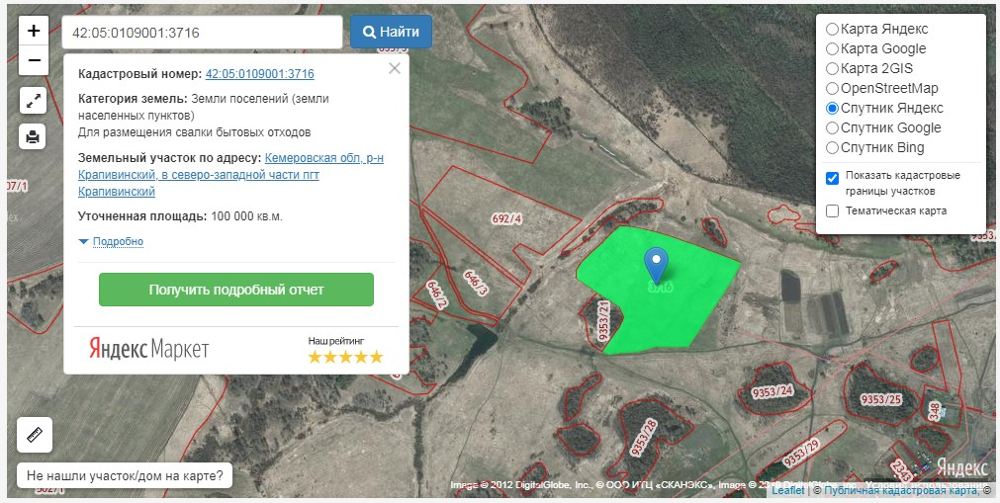 +
42:05:0109001:3716
Найти
−
Кадастровый номер: 42:05:0109001:3716
Категория земель: Земли поселений (земли
населенных пунктов)
Для размещения свалки бытовых отходов
Земельный участок по адресу: Кемеровская обл, р-н
Крапивинский, в северо-западной части пгт
Крапивинский
Уточненная площадь: 100 000 кв.м.
Подробно
Получить подробный отчет
Яндекс Маркет
Наш рейтинг
Карта Яндекс
Карта Google
Карта 2GIS
OpenStreetMap
Спутник Яндекс
Спутник Google
Спутник Bing
Показать кадастровые
границы участков
Тематическая карта
692/4
646/3
646/2
9353/21
9353/24
9353/25
348
9353/28
9353/29
2343
Не нашли участок/дом на карте?
Яндекс
Image © 2012 DigitalGlobe, Inc., © ООО ИТЦ «СКАНЭКС», Image ©
Leaflet | © Публичная кадастровая карта, ©